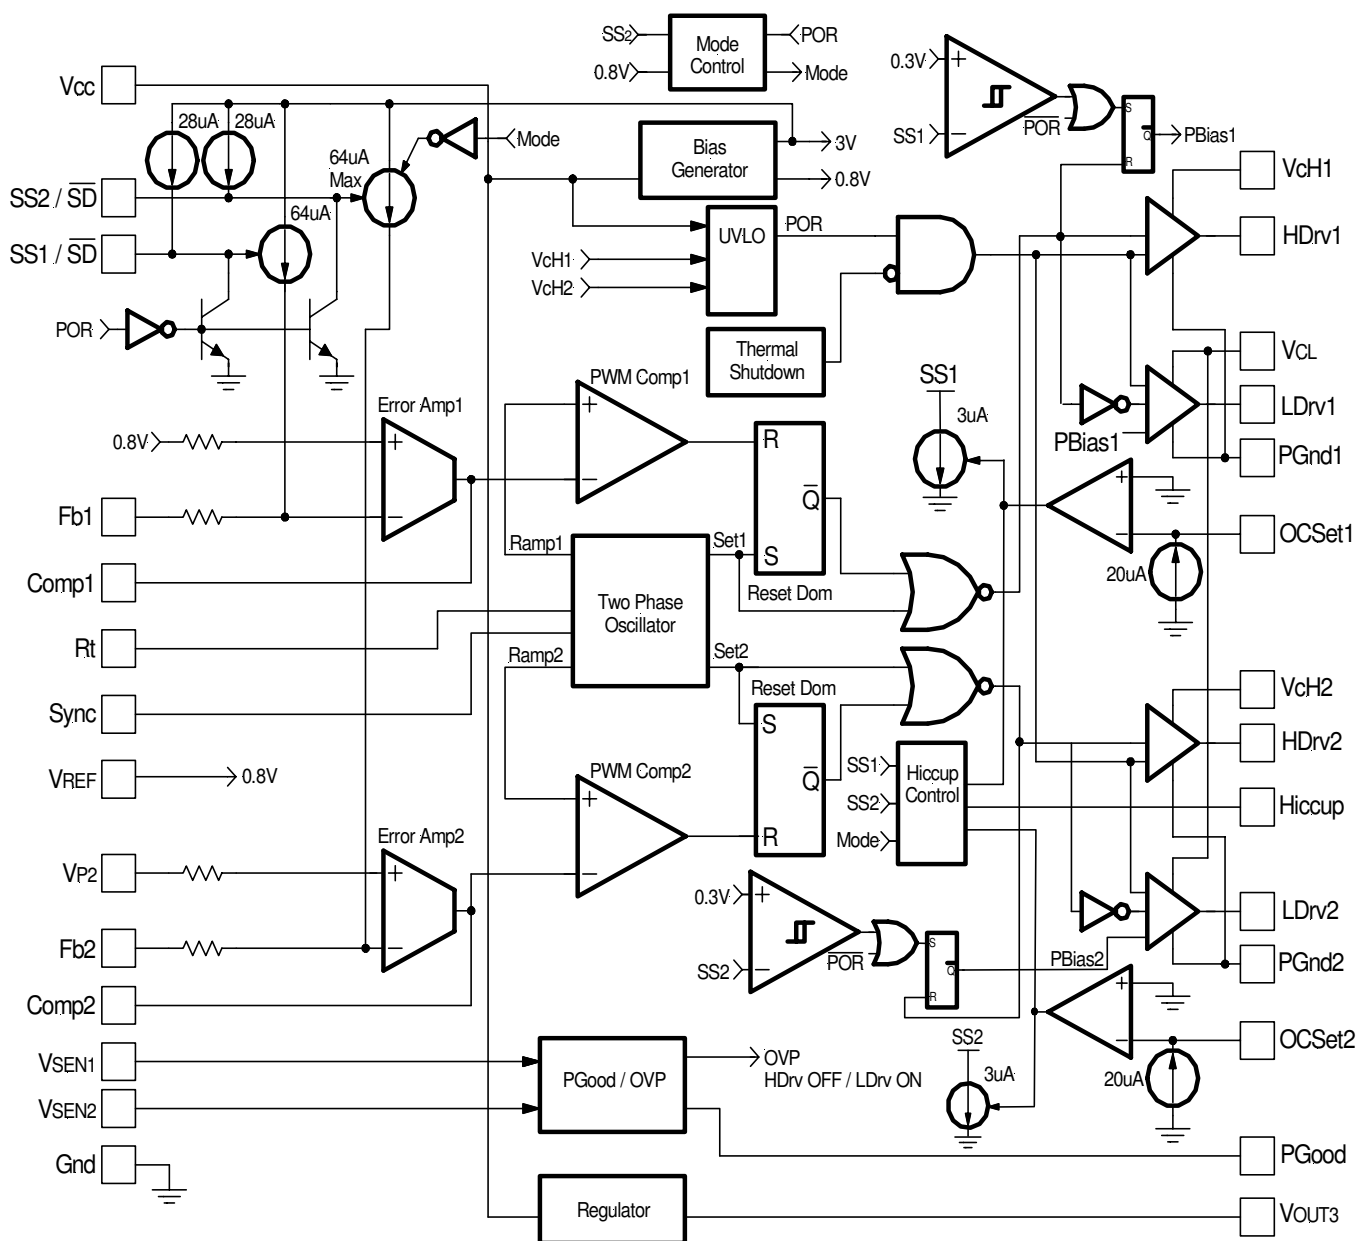 SS2
0.8V
Mode
Control
POR
Mode
Vcc
28uA
28uA
64uA
Max
Mode
SS2 / SD
SS1 / SD
64uA
POR
Bias
Generator
3V
0.8V
UVLO
POR
VcH1
VcH2
Thermal
Shutdown
0.3V
SS1
POR
S
Q
R
PBias1
VcH1
HDrv1
VCL
LDrv1
PBias1
PGnd1
SS1
3uA
OCSet1
20uA
Error Amp1
0.8V
Fb1
Comp1
Rt
Sync
VREF
0.8V
PWM Comp1
R
Q
S
Reset Dom
Ramp1
Set1
Two Phase
Oscillator
Ramp2
Set2
Reset Dom
S
Q
R
PWM Comp2
SS1
SS2
Mode
Hiccup
Control
VcH2
HDrv2
Hiccup
LDrv2
PGnd2
OCSet2
20uA
Error Amp2
VP2
Fb2
Comp2
0.3V
SS2
POR
S
Q
R
PBias2
SS2
3uA
VSEN1
VSEN2
PGood / OVP
OVP
HDrv OFF / LDrv ON
Gnd
PGood
Regulator
VOUT3